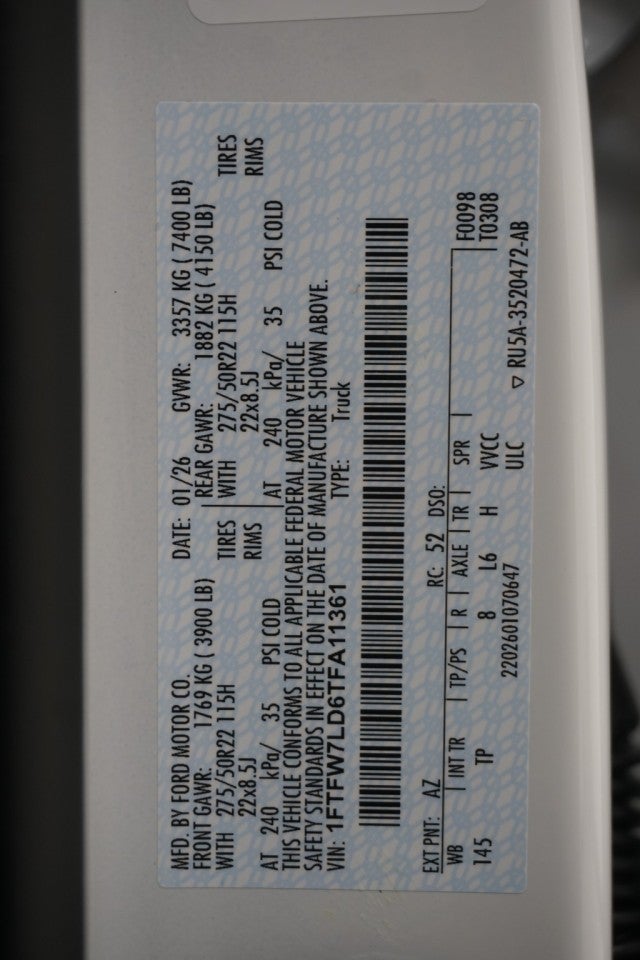 MFD. BY FORD MOTOR CO. DATE: 01/26 GVWR: 3357 KG ( 7400 LB)
FRONT GAWR: 1769 KG ( 3900 LB) REAR GAWR: 1882 KG ( 4150 LB)
WITH 275/50R22 115H TIRES WITH 275/50R22 115H TIRES
22x8.5J RIMS 22x8.5J RIMS
AT 240 kPa/ 35 PSI COLD AT 240 kPa/ 35 PSI COLD
THIS VEHICLE CONFORMS TO ALL APPLICABLE FEDERAL MOTOR VEHICLE
SAFETY STANDARDS IN EFFECT ON THE DATE OF MANUFACTURE SHOWN ABOVE.
VIN: 1FTFW7LD6TFA11361 TYPE: Truck
EXT PNT: AZ RC: 52 DSO:
WB | INT TR | TP/PS | R | AXLE | TR | SPR | F0098
145 TP 8 L6 H VVCC T0308
2202601070647 ULC ▽ RU5A-3520472-AB